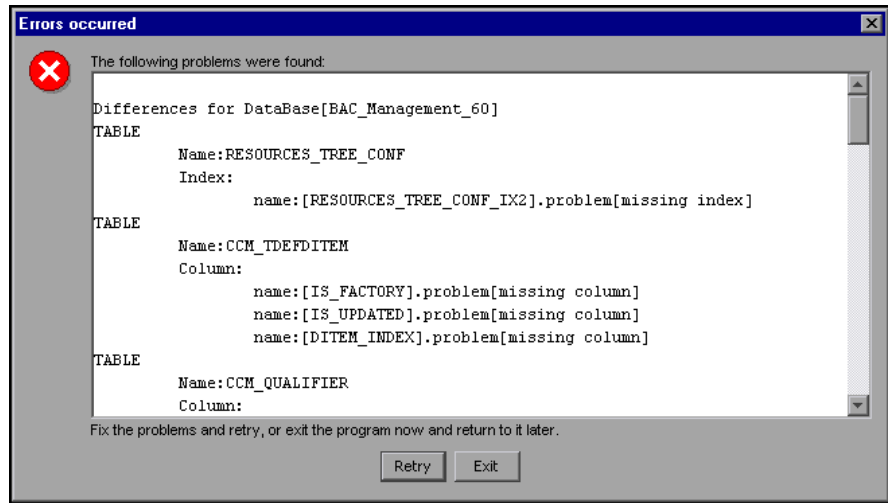 Errors occurred
The following problems were found:
Differences for DataBase[BAC_Management_60]
TABLE
Name:RESOURCES_TREE_CONF
Index:
name:[RESOURCES_TREE_CONF_IX2].problem[missing index]
TABLE
Name:CCM_TDEFDITEM
Column:
name:[IS_FACTORY].problem[missing column]
name:[IS_UPDATED].problem[missing column]
name:[DITEM_INDEX].problem[missing column]
TABLE
Name:CCM_QUALIFIER
Column:
Fix the problems and retry, or exit the program now and return to it later.
Retry Exit